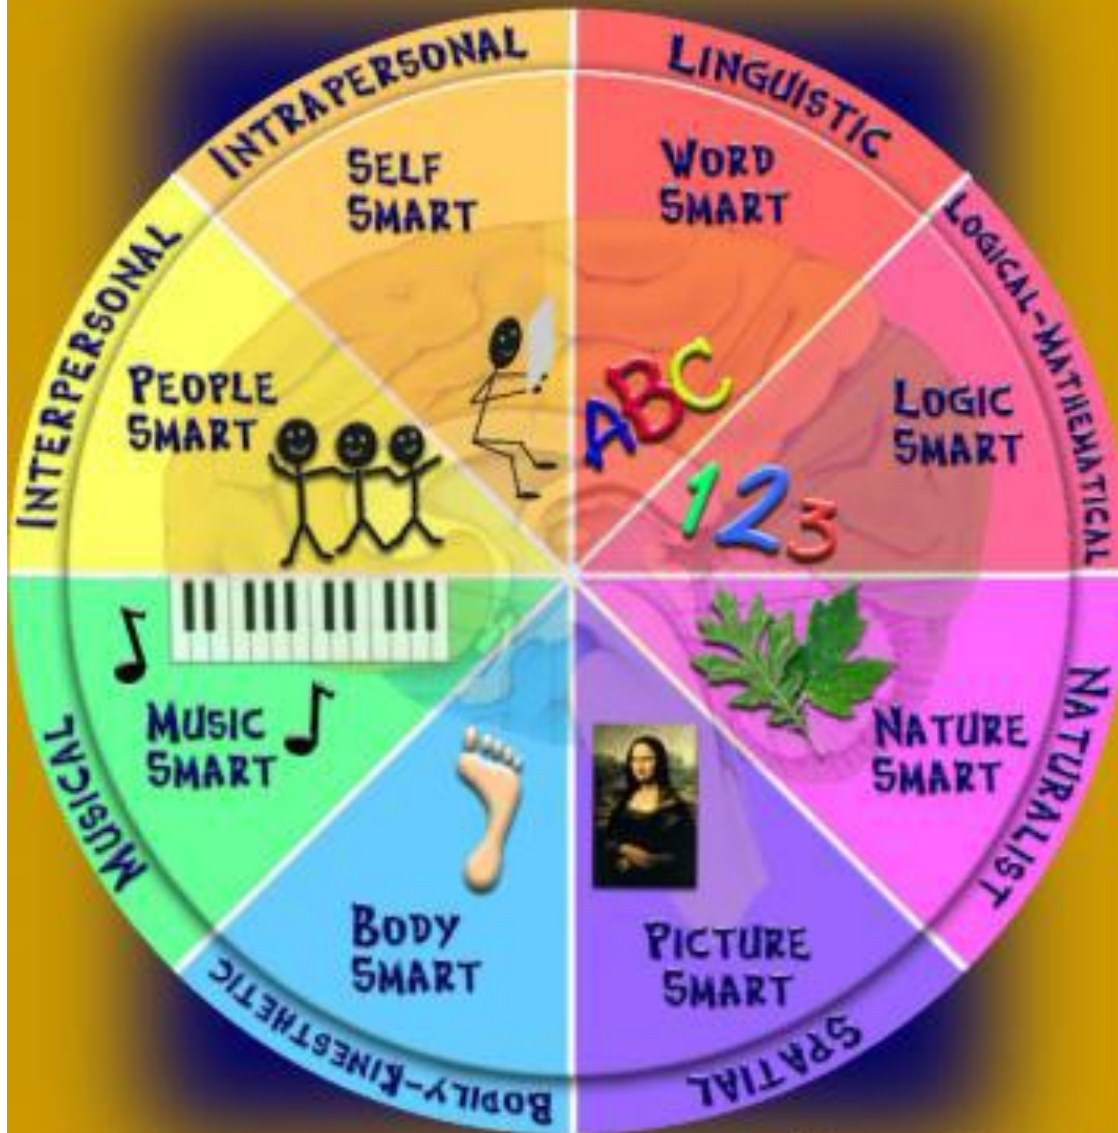 INTRAPERSONAL
SELF
SMART
LINGUISTIC
WORD
SMART
LOGICAL-MATHEMATICAL
LOGIC
SMART
ABC
123
INTERPERSONAL
PEOPLE
SMART
NATURALIST
NATURE
SMART
MUSICAL
MUSIC
SMART
BODILY-KINESTHETIC
BODY
SMART
SPATIAL
PICTURE
SMART